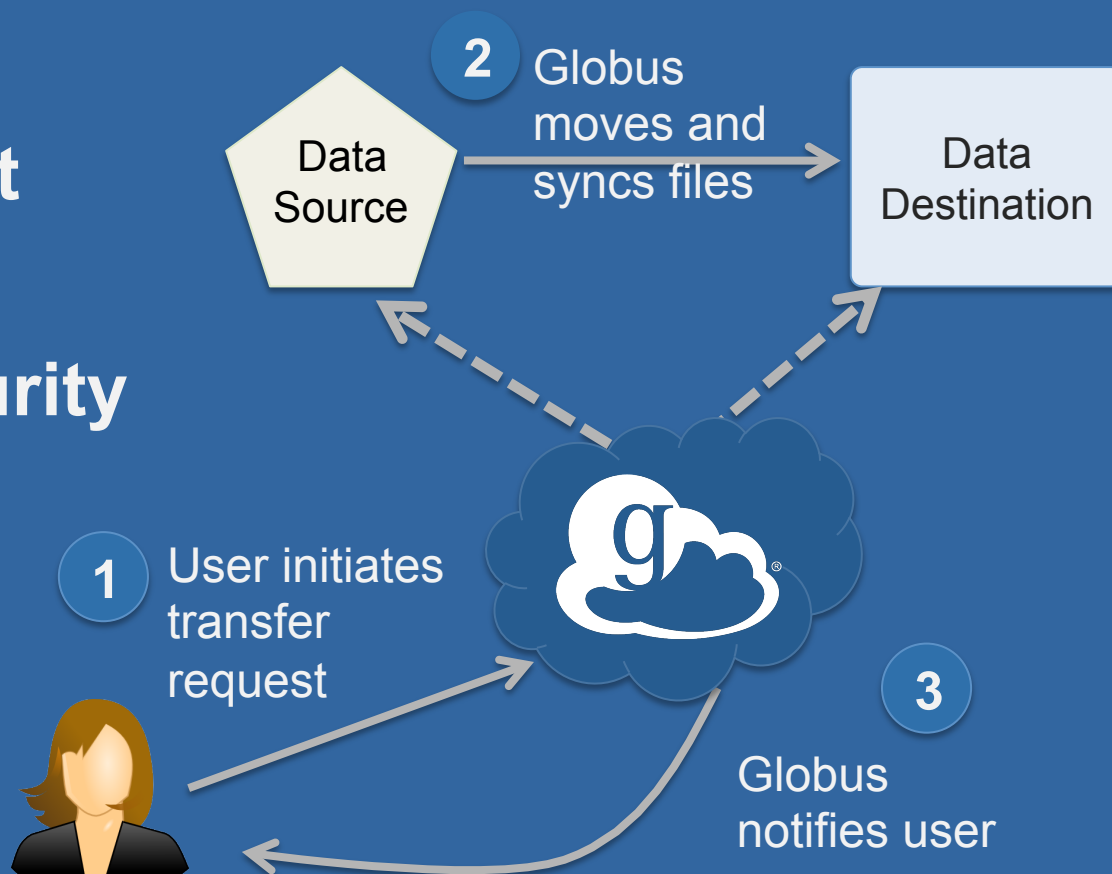 2
Globus
moves and
syncs files
Data
Source
Data
Destination
t
urity
g
®
1
User initiates
transfer
request
3
Globus
notifies user